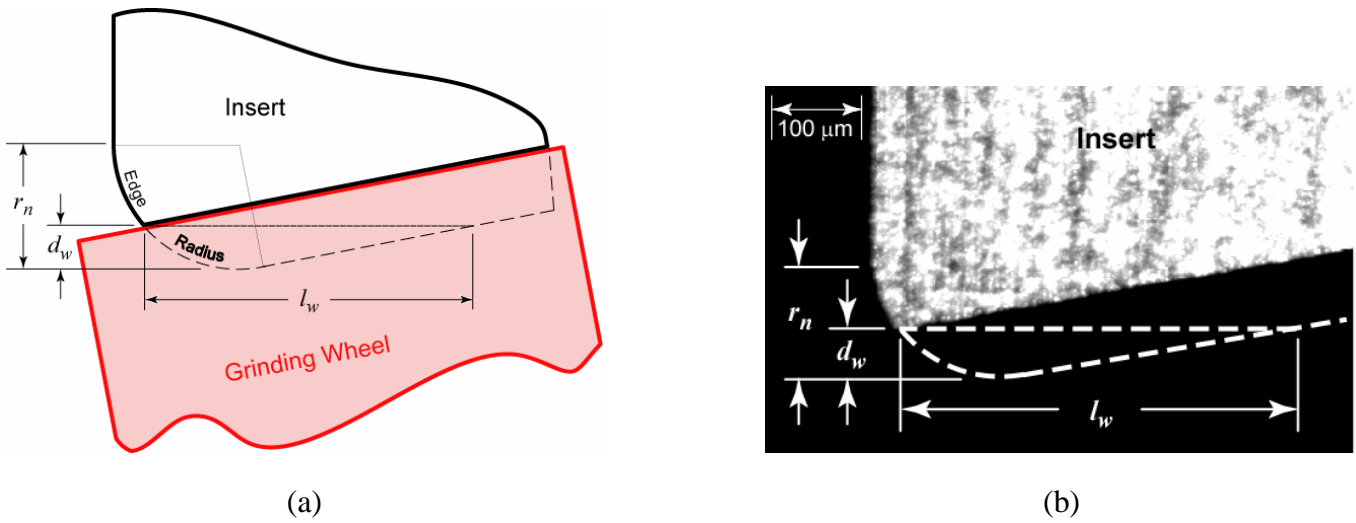 Insert
Edge
r_n
d_w
Radius
l_w
Grinding Wheel
(a)
100 μm
Insert
r_n
d_w
l_w
(b)